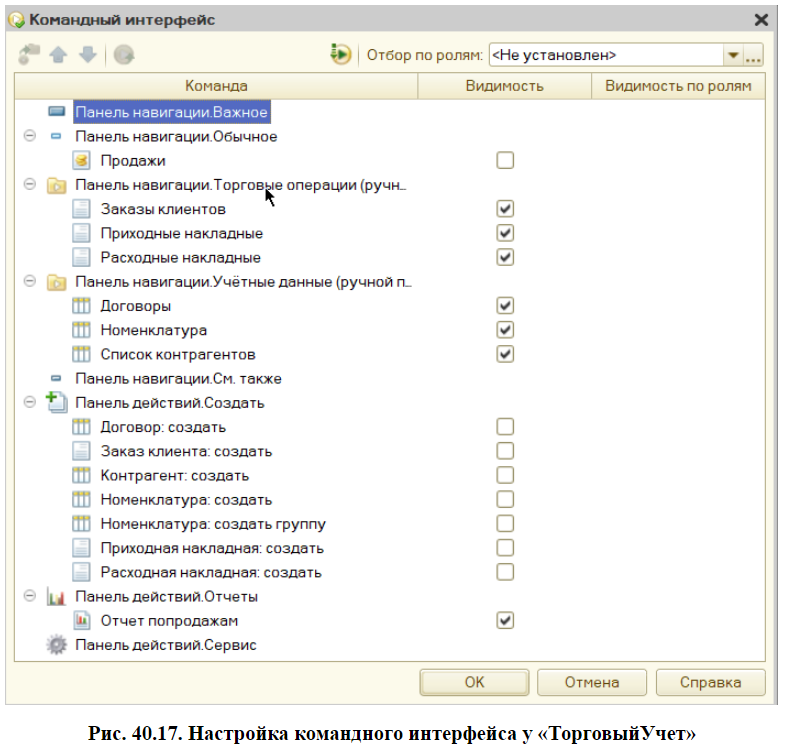 Командный интерфейс
Отбор по ролям: <Не установлен>
Команда Видимость Видимость по ролям
Панель навигации.Важное
Панель навигации.Обычное
Продажи
Панель навигации.Торговые операции (ручн...
Заказы клиентов
Приходные накладные
Расходные накладные
Панель навигации.Учётные данные (ручной п...
Договоры
Номенклатура
Список контрагентов
Панель навигации.См. также
Панель действий.Создать
Договор: создать
Заказ клиента: создать
Контрагент: создать
Номенклатура: создать
Номенклатура: создать группу
Приходная накладная: создать
Расходная накладная: создать
Панель действий.Отчеты
Отчет попродажам
Панель действий.Сервис
ОК Отмена Справка
Рис. 40.17. Настройка командного интерфейса у «ТорговыйУчет»